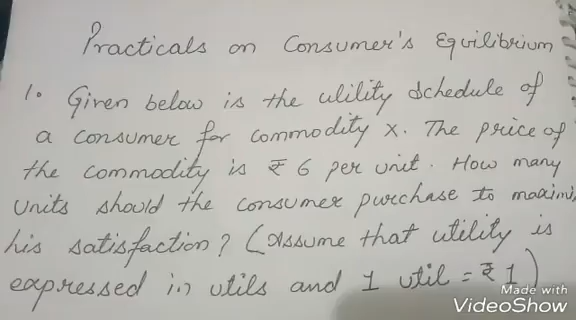 Practicals on Consumer's Equilibrium
1. Given below is the utility schedule of
a consumer for commodity x. The price of
the commodity is ₹ 6 per unit. How many
units should the consumer purchase to maximi
his satisfaction? (Assume that utility is
expressed in utils and 1 util = ₹ 1)
Made with
VideoShow